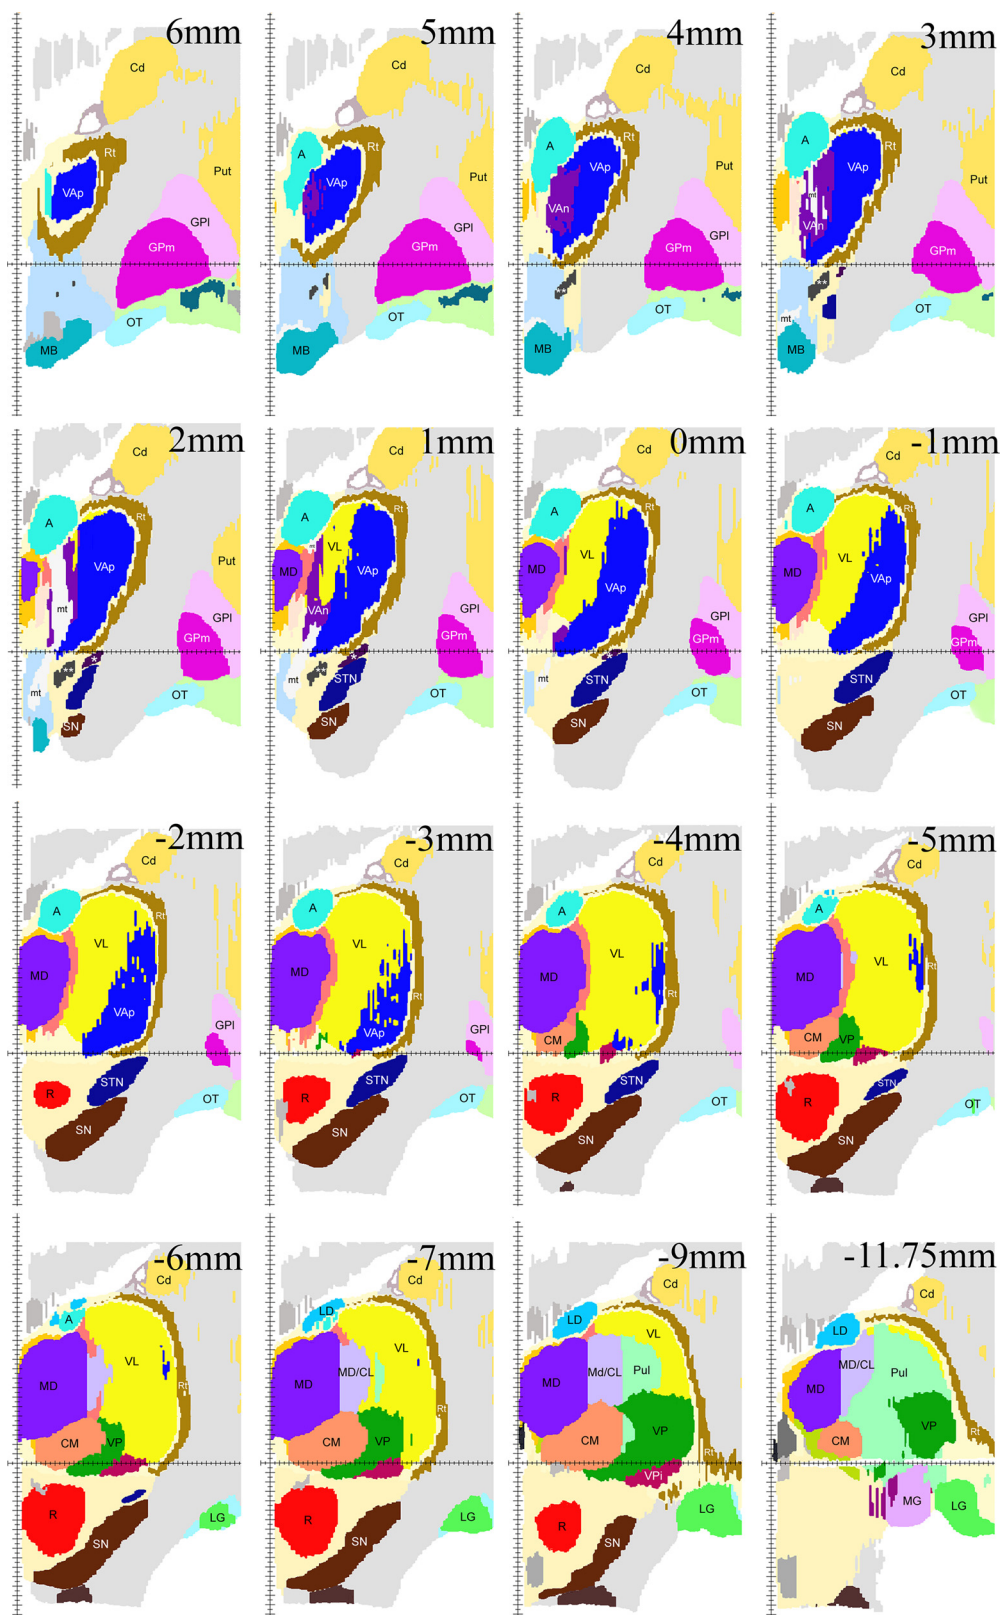 6mm
Cd
Rt
VAp
Put
GPl
GPm
OT
MB
5mm
Cd
A
Rt
VAp
Put
GPl
GPm
OT
MB
4mm
Cd
A
Rt
VAp
VAn
GPl
GPm
**
OT
MB
3mm
Cd
A
Rt
VAp
mt
VAn
GPm
**
mt
OT
MB
2mm
Cd
A
Rt
VAp
Put
mt
GPl
GPm
**
*
mt
OT
SN
1mm
Cd
A
Rt
VL
MD
VAp
VAn
GPl
GPm
**
*
STN
OT
SN
0mm
Cd
A
Rt
VL
MD
VAp
GPm
*
mt
STN
OT
SN
-1mm
Cd
A
Rt
VL
MD
VAp
GPl
GPm
STN
OT
SN
-2mm
Cd
A
Rt
VL
MD
VAp
GPl
STN
R
OT
SN
-3mm
Cd
A
Rt
VL
MD
VAp
GPl
STN
R
OT
SN
-4mm
Cd
A
VL
MD
Rt
CM
STN
R
OT
SN
-5mm
Cd
A
VL
MD
Rt
CM
VP
STN
R
OT
SN
-6mm
Cd
A
VL
MD
Rt
CM
VP
R
LG
SN
-7mm
Cd
LD
VL
MD/CL
MD
Rt
CM
VP
R
LG
SN
-9mm
Cd
LD
VL
Md/CL
Pul
MD
VP
CM
Rt
VPi
LG
R
SN
-11.75mm
Cd
LD
MD/CL
Pul
MD
VP
Rt
CM
MG
LG